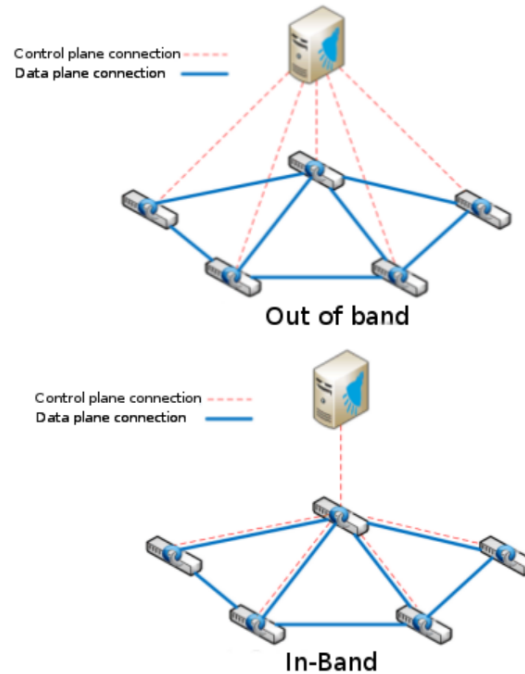 Control plane connection
Data plane connection
Out of band
Control plane connection
Data plane connection
In-Band